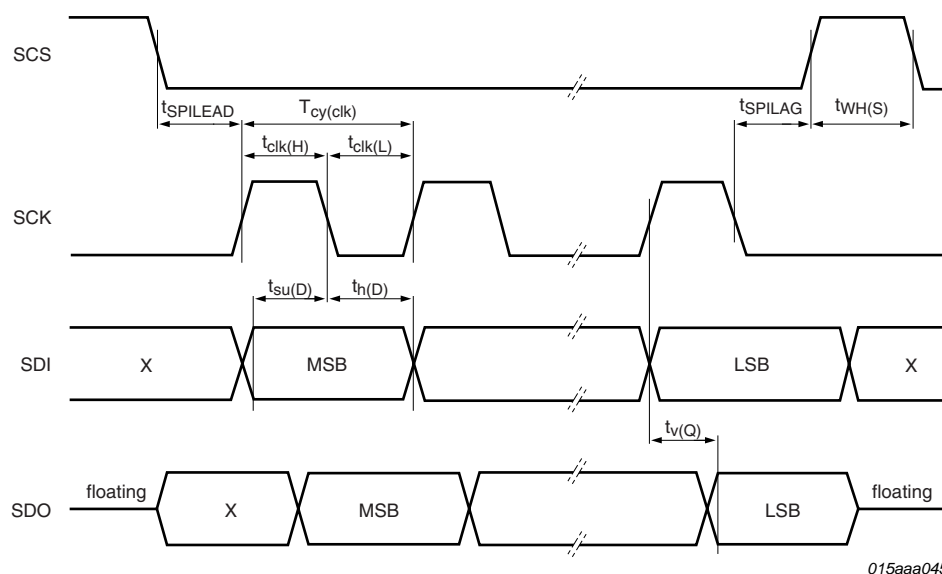 SCS
tSPILEAD
Tcy(clk)
tSPILAG
tWH(S)
tclk(H)
tclk(L)
SCK
tsu(D)
th(D)
SDI
X
MSB
LSB
X
tv(Q)
SDO
floating
X
MSB
LSB
floating
015aaa045